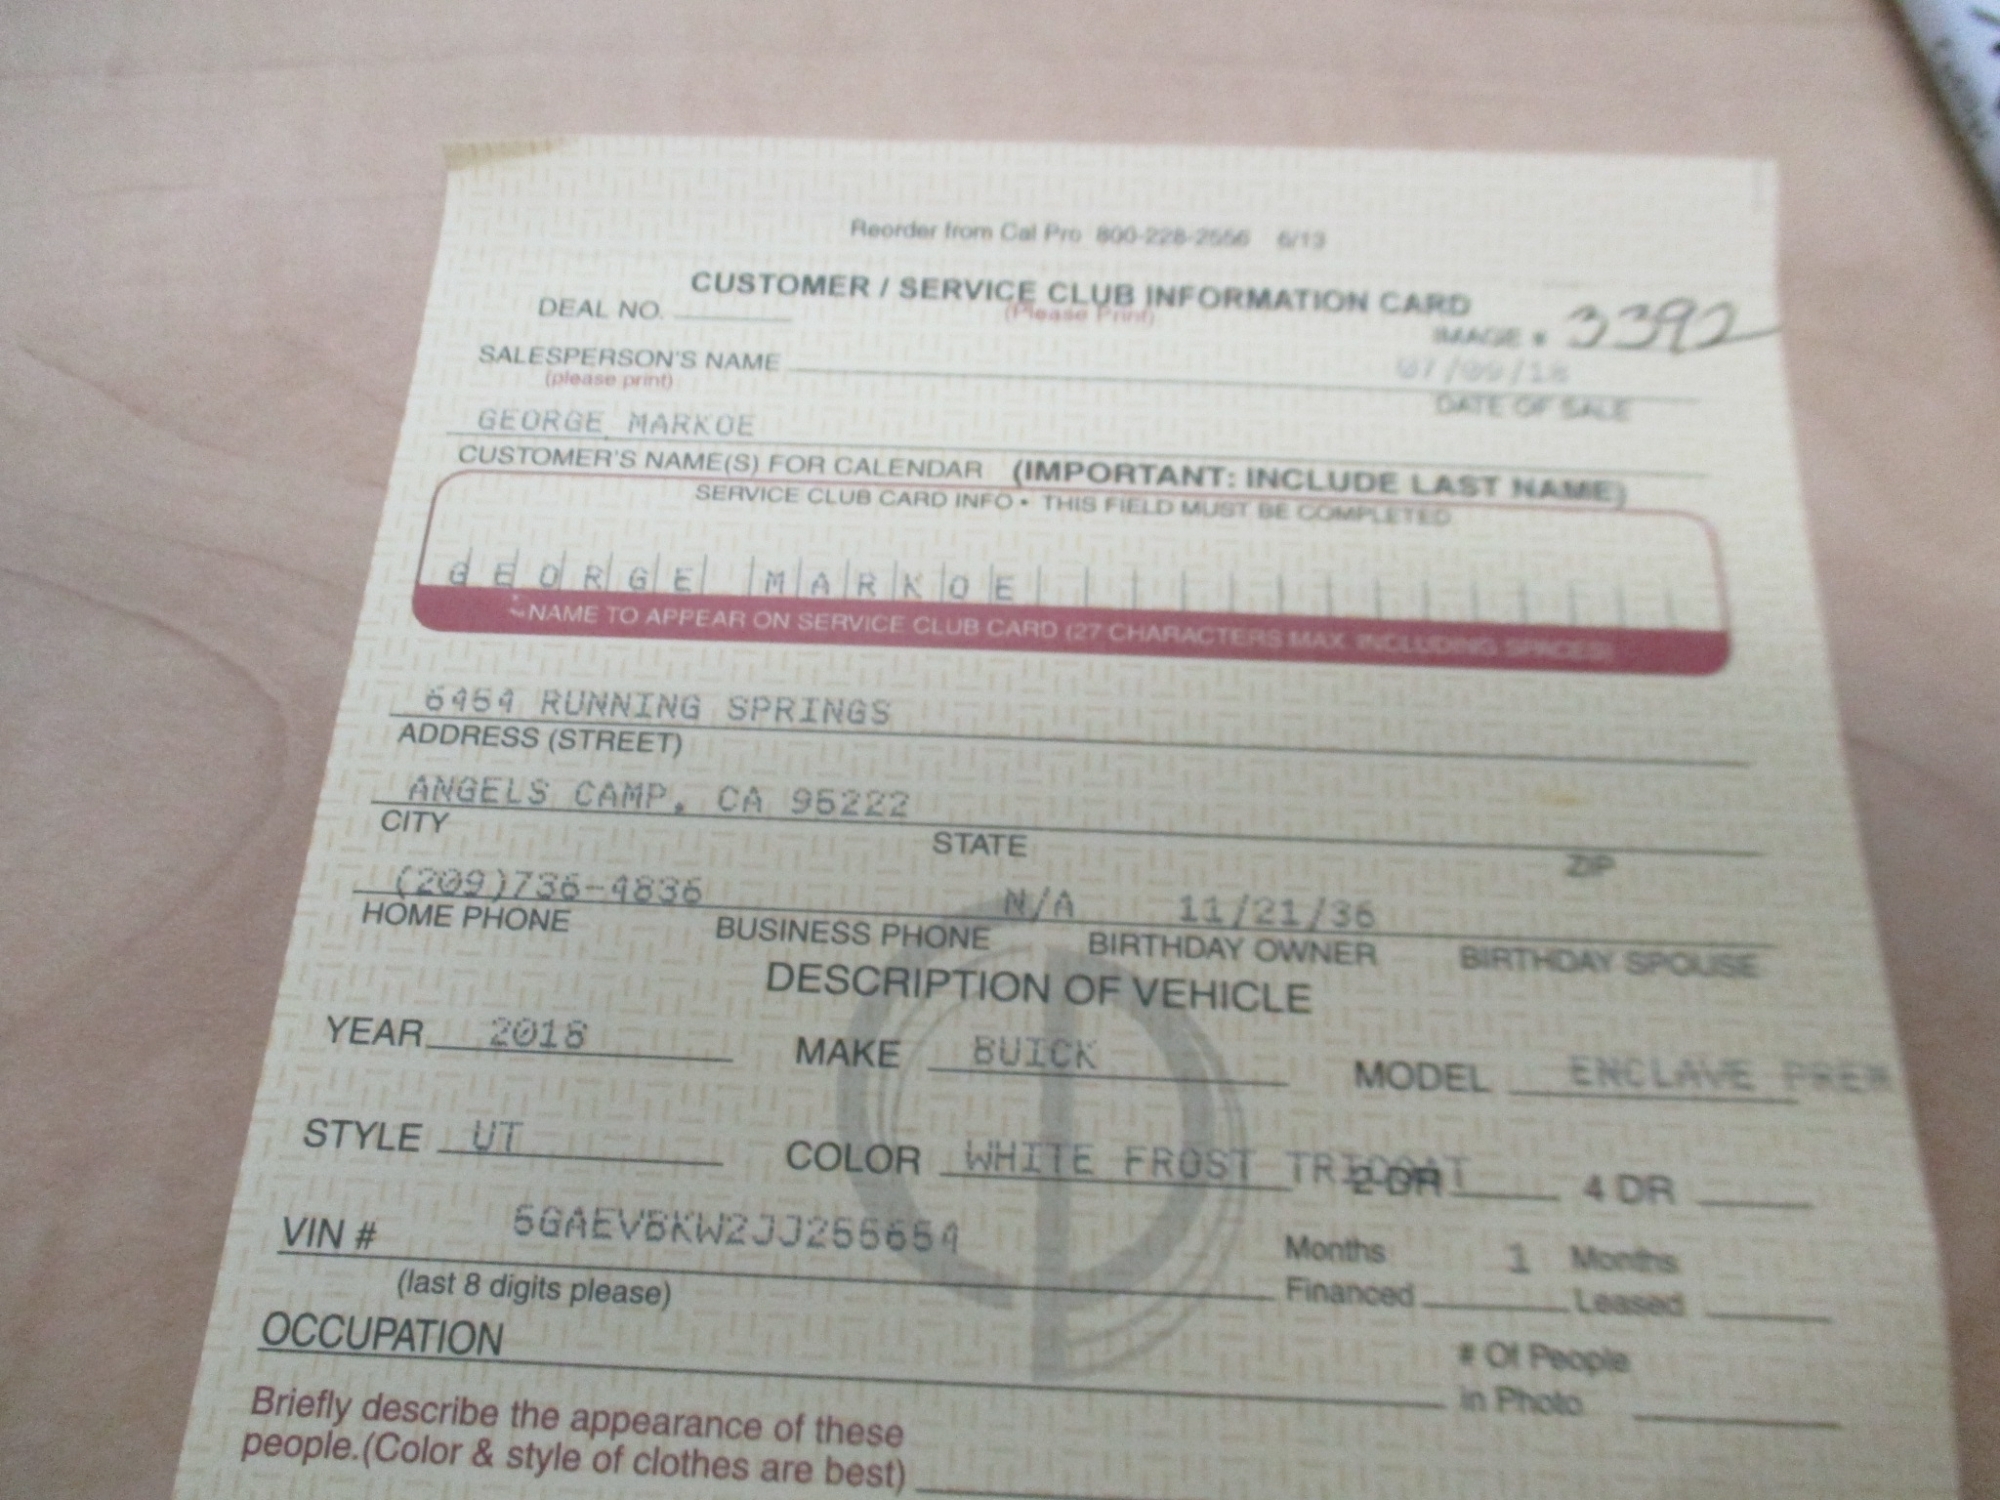 Reorder from Cal Pro 800-228-2556 6/13
CUSTOMER / SERVICE CLUB INFORMATION CARD
DEAL NO.
(Please Print)
IMAGE # 3392
SALESPERSON'S NAME
(please print)
07/09/18
DATE OF SALE
GEORGE MARKOE
CUSTOMER'S NAME(S) FOR CALENDAR (IMPORTANT: INCLUDE LAST NAME)
SERVICE CLUB CARD INFO • THIS FIELD MUST BE COMPLETED
GEORGE MARKOE
NAME TO APPEAR ON SERVICE CLUB CARD (27 CHARACTERS MAX. INCLUDING SPACES)
6454 RUNNING SPRINGS
ADDRESS (STREET)
ANGELS CAMP, CA 95222
CITY STATE ZIP
(209)736-4836 N/A 11/21/36
HOME PHONE BUSINESS PHONE BIRTHDAY OWNER BIRTHDAY SPOUSE
DESCRIPTION OF VEHICLE
YEAR 2018 MAKE BUICK MODEL ENCLAVE PREM
STYLE UT COLOR WHITE FROST TRICOAT 2 DR 4 DR
VIN # 5GAEVBKW2JJ255654
(last 8 digits please)
Months Financed 1 Months Leased
OCCUPATION
# Of People
in Photo
Briefly describe the appearance of these
people.(Color & style of clothes are best)